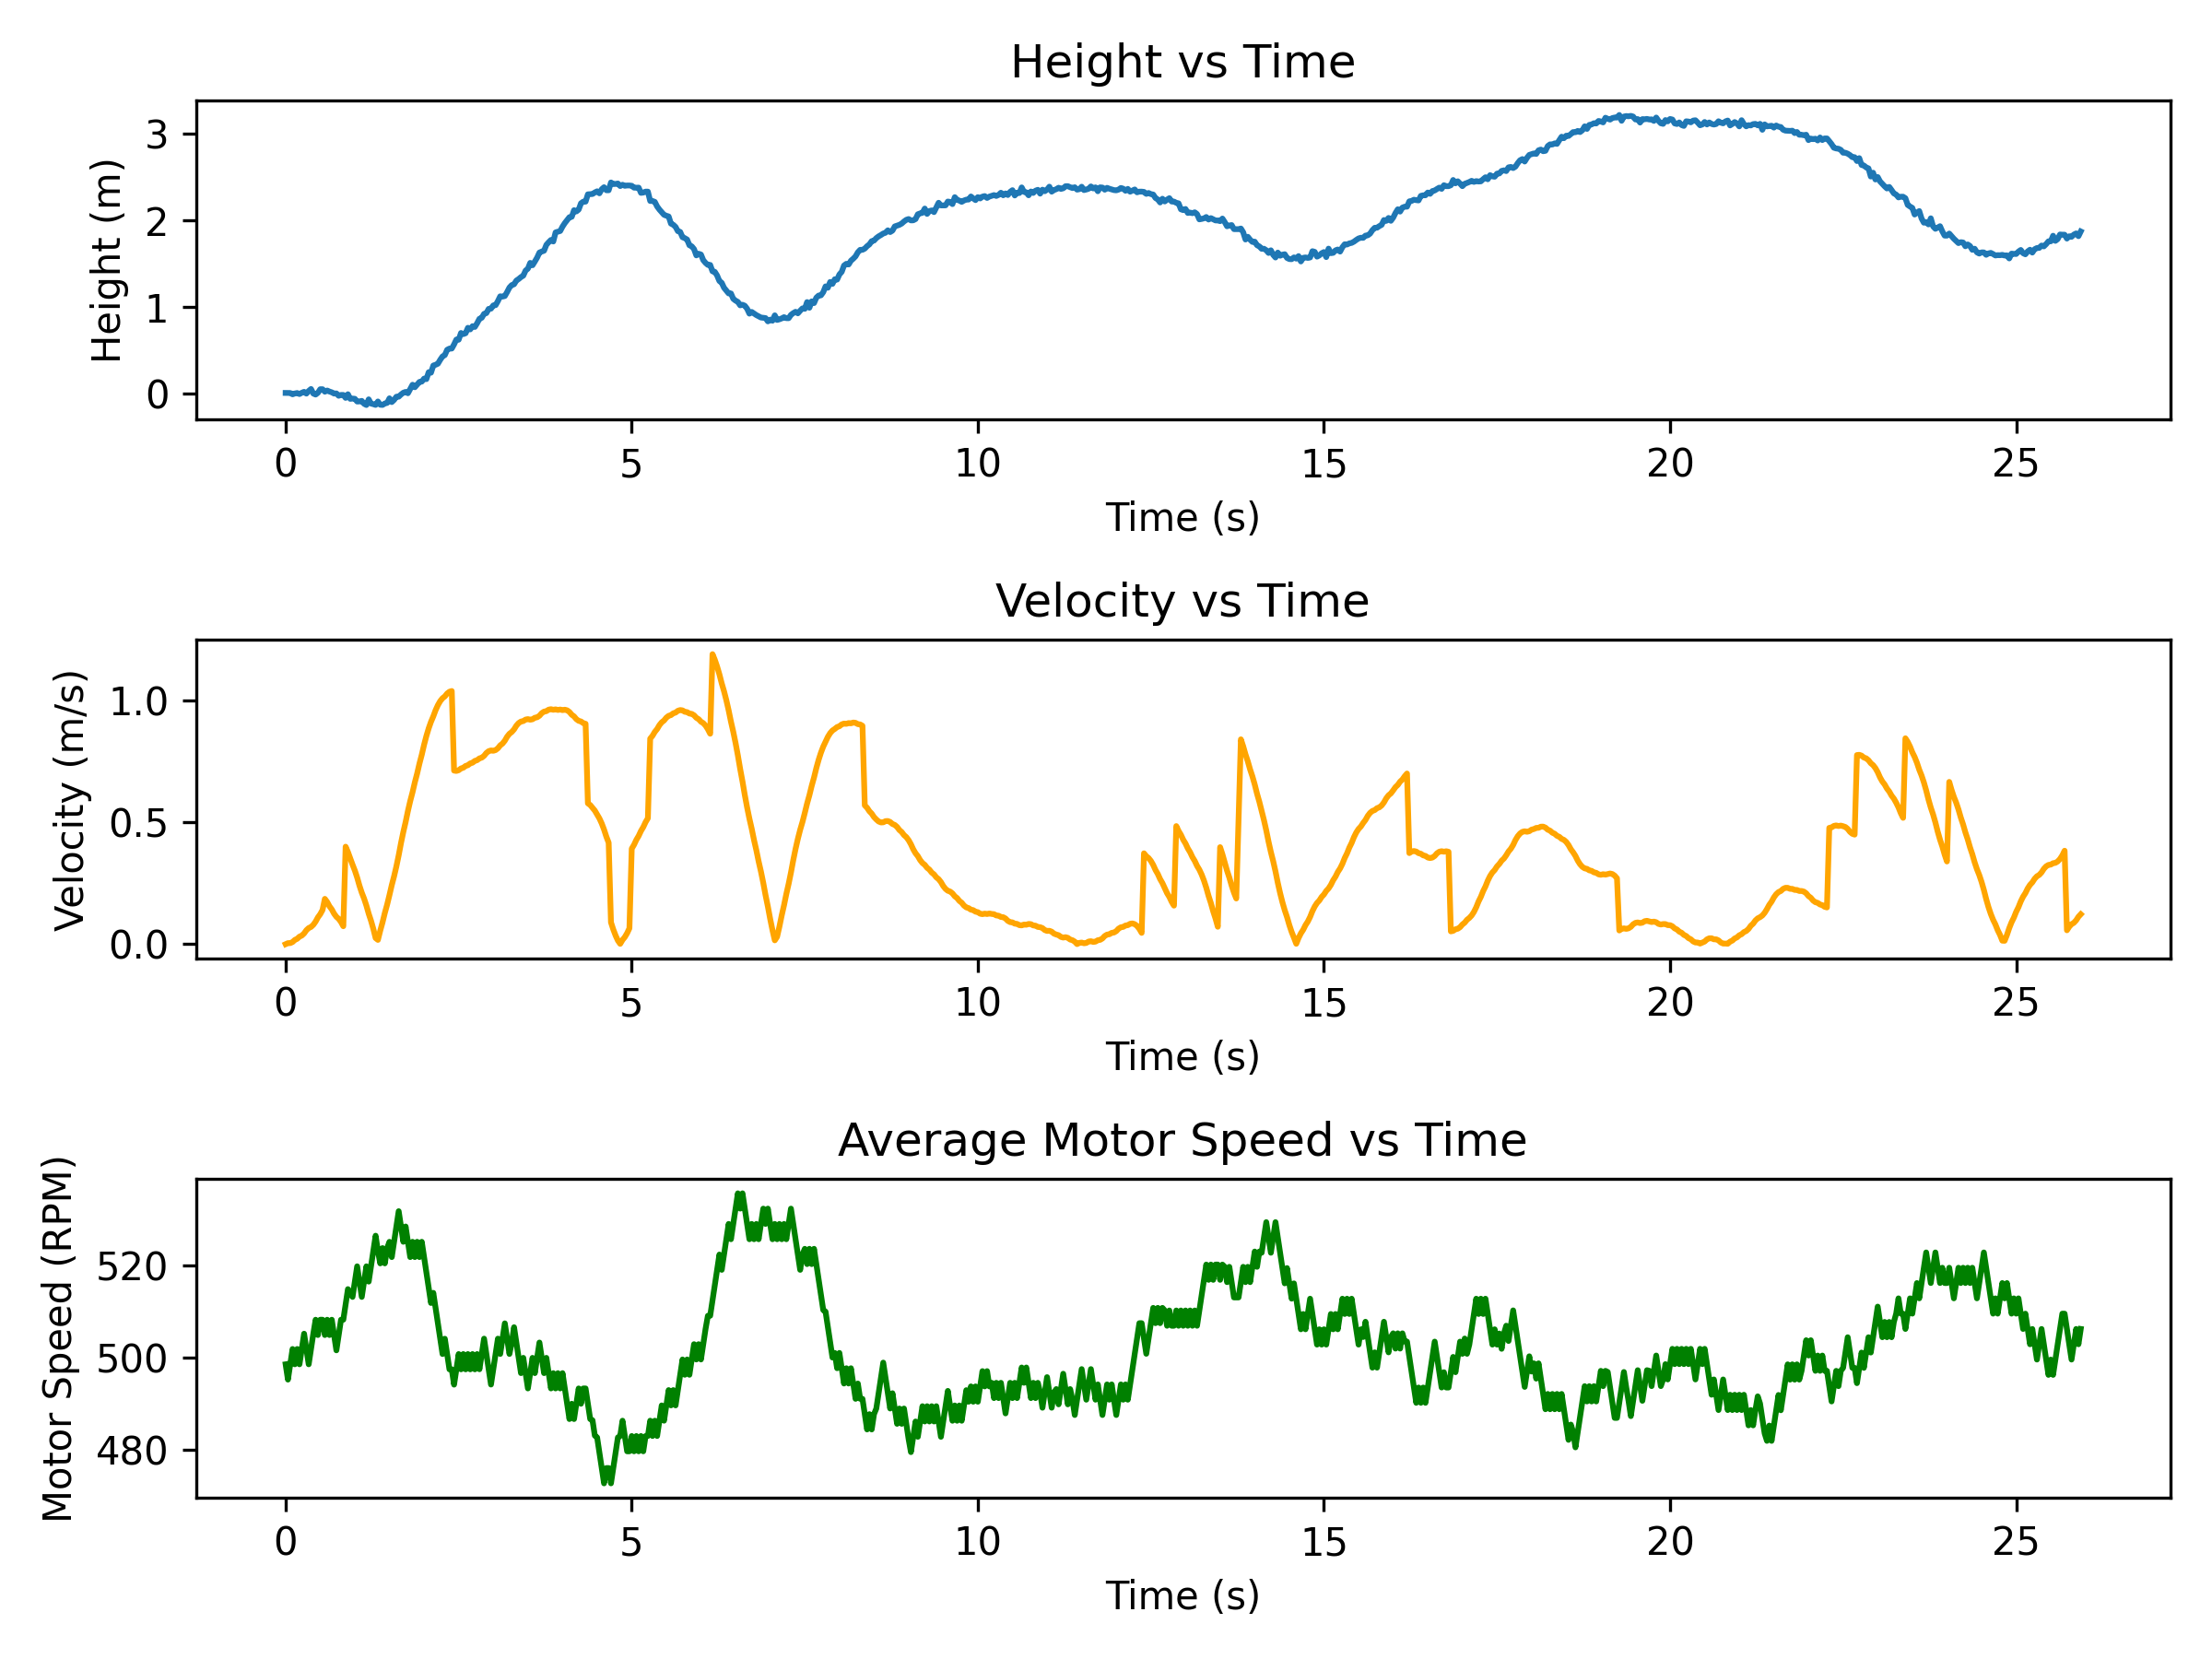 Height vs Time
Height (m)
3
2
1
0
0 5 10 15 20 25
Time (s)
Velocity vs Time
Velocity (m/s)
1.0
0.5
0.0
0 5 10 15 20 25
Time (s)
Average Motor Speed vs Time
Motor Speed (RPM)
520
500
480
0 5 10 15 20 25
Time (s)